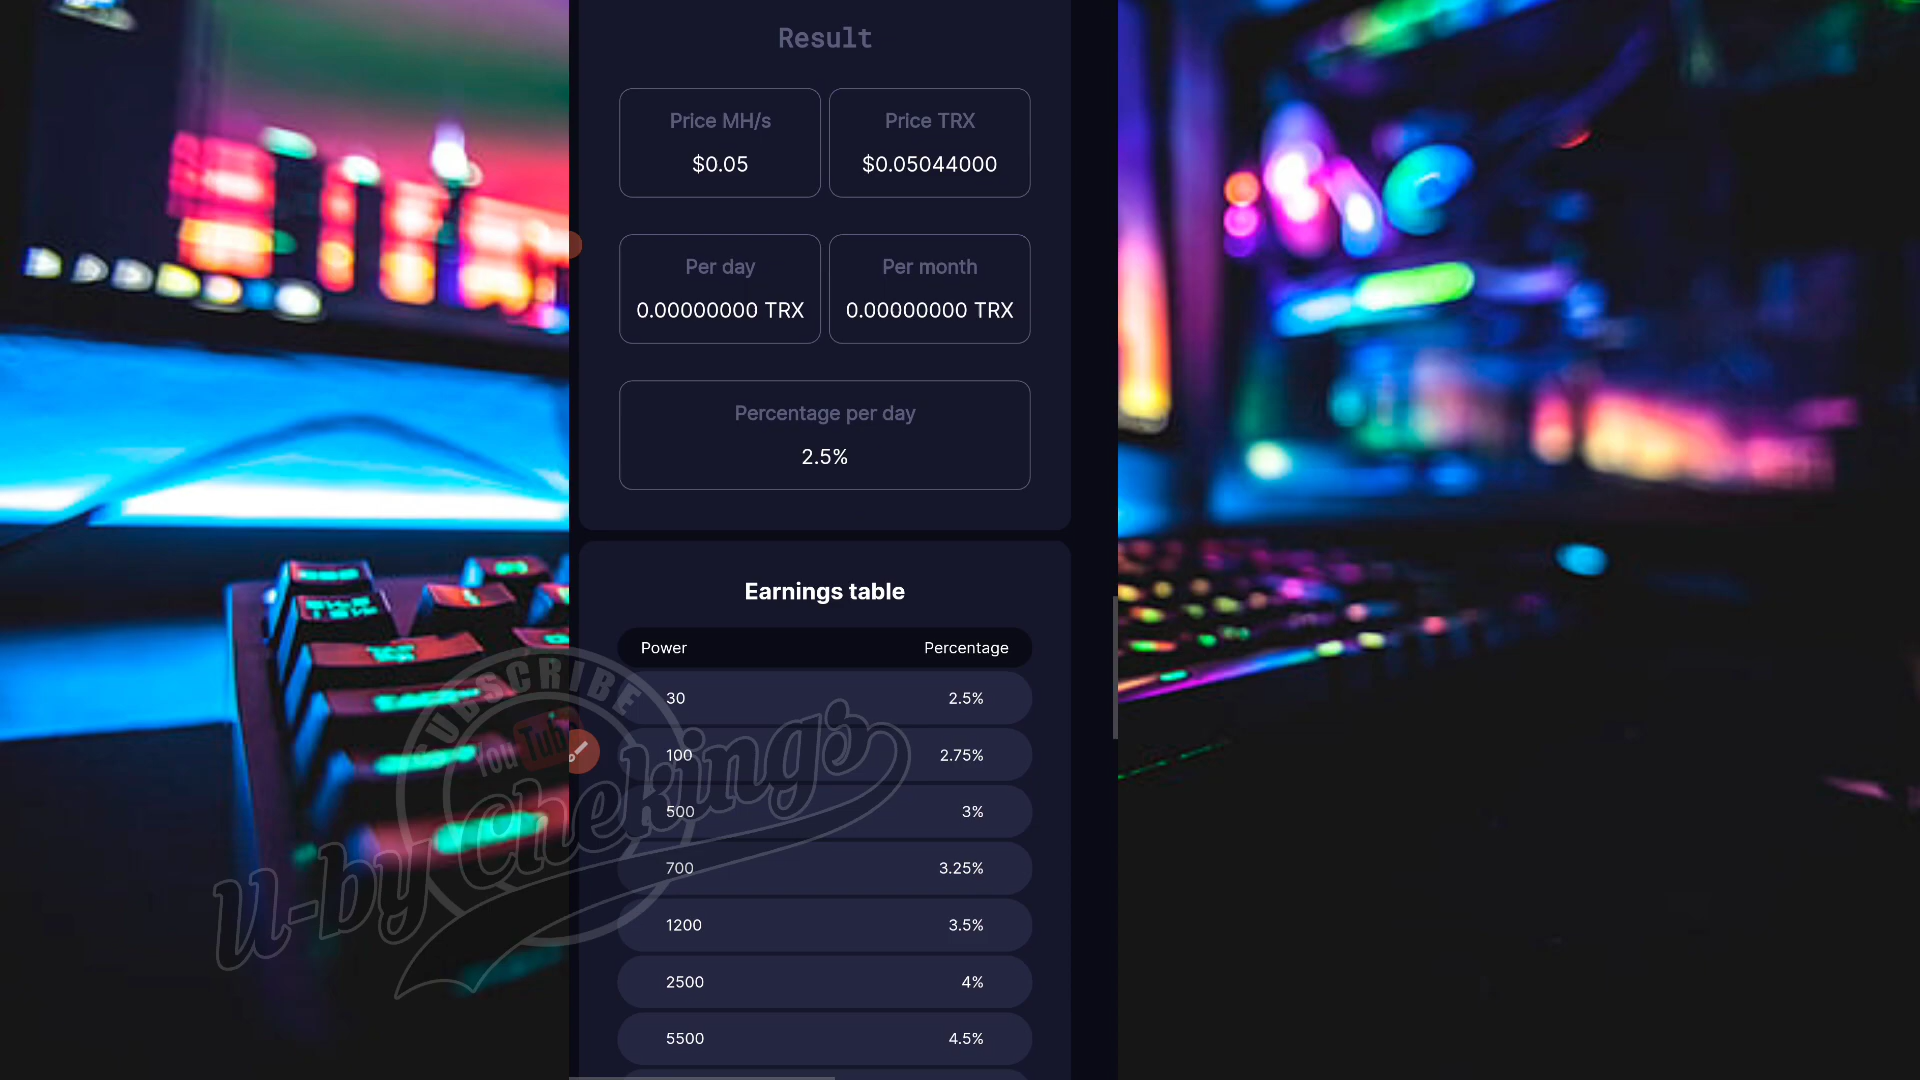 Result
Price MH/s
$0.05
Price TRX
$0.05044000
Per day
0.00000000 TRX
Per month
0.00000000 TRX
Percentage per day
2.5%
Earnings table
Power Percentage
30 2.5%
100 2.75%
500 3%
700 3.25%
1200 3.5%
2500 4%
5500 4.5%
SUBSCRIBE
YouTube
U-by Chekings